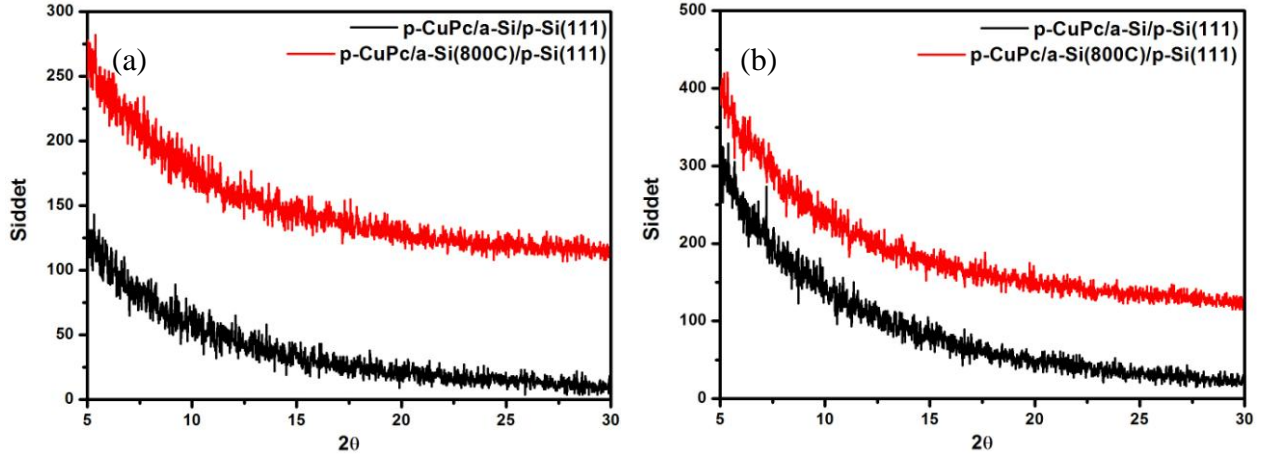 300
250
200
150
100
50
0
Siddet
(a)
p-CuPc/a-Si/p-Si(111)
p-CuPc/a-Si(800C)/p-Si(111)
5 10 15 20 25 30
2θ
500
400
300
200
100
0
Siddet
(b)
p-CuPc/a-Si/p-Si(111)
p-CuPc/a-Si(800C)/p-Si(111)
5 10 15 20 25 30
2θ